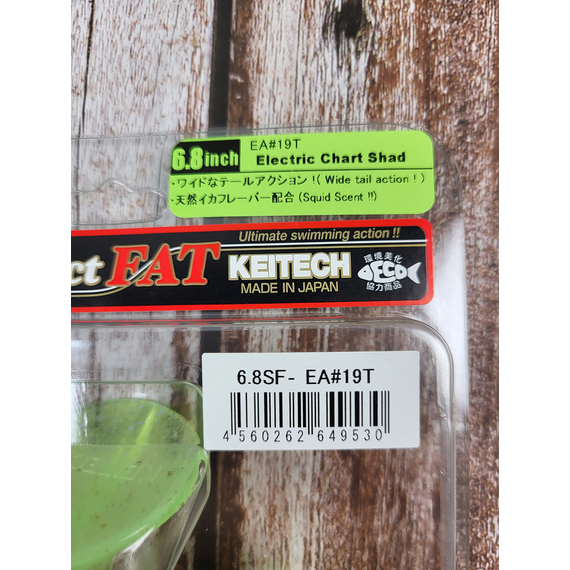 EA#19T
6.8inch Electric Chart Shad
・ワイドなテールアクション!(Wide tail action!)
・天然イカフレーバー配合(Squid Scent!!)
Ultimate swimming action!!
ct FAT KEITECH
MADE IN JAPAN
環境美化
FECO
協力商品
6.8SF- EA#19T
4 560262 649530